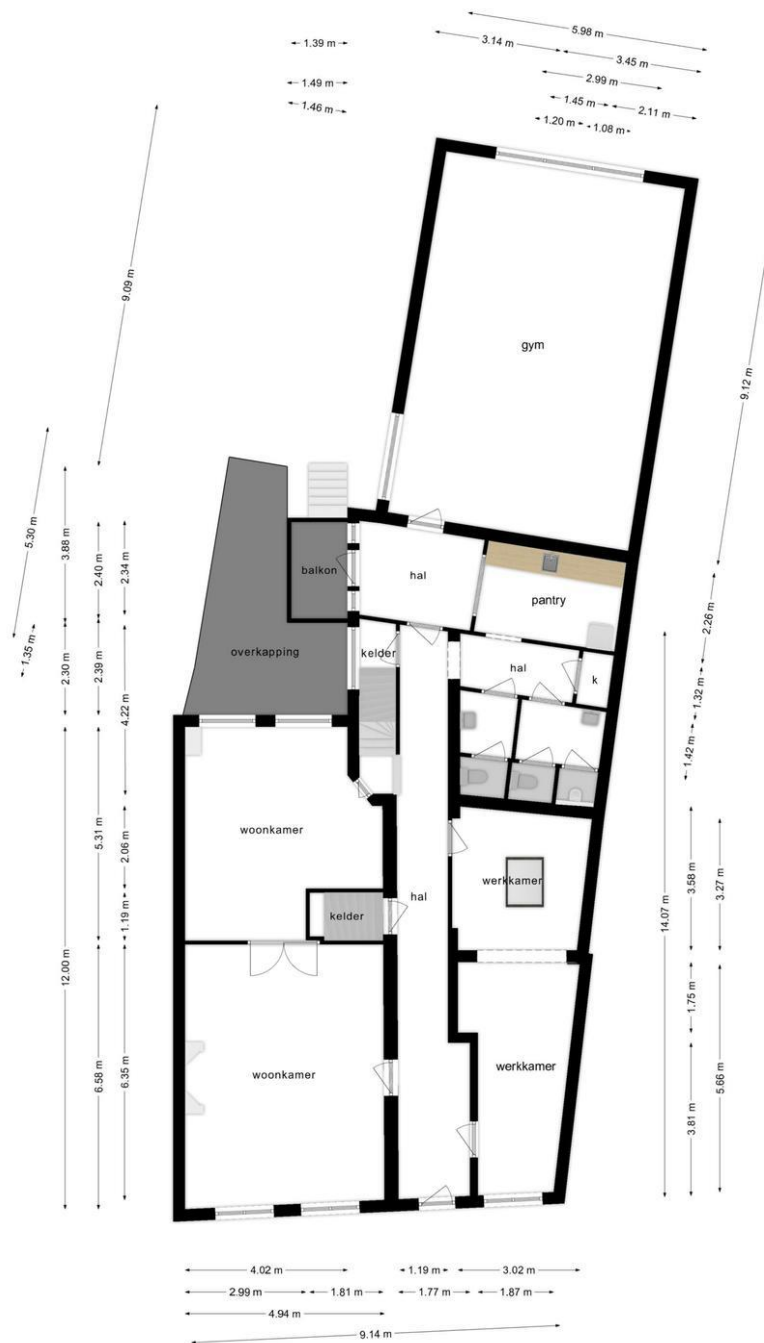 5.98 m
1.39 m
3.14 m
3.45 m
2.99 m
1.49 m
1.45 m
2.11 m
1.46 m
1.20 m
1.08 m
9.09 m
gym
9.12 m
5.30 m
3.88 m
2.40 m
2.34 m
balkon
hal
pantry
2.26 m
1.35 m
2.30 m
2.39 m
overkapping
kelder
hal
k
1.32 m
4.22 m
1.42 m
5.31 m
2.06 m
woonkamer
3.58 m
3.27 m
werkkamer
hal
1.19 m
kelder
14.07 m
12.00 m
1.75 m
6.58 m
6.35 m
woonkamer
werkkamer
3.81 m
5.66 m
4.02 m
1.19 m
3.02 m
2.99 m
1.81 m
1.77 m
1.87 m
4.94 m
9.14 m